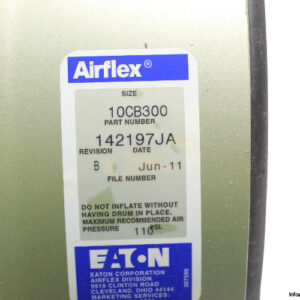 Airflex®
SIZE
10CB300
PART NUMBER
142197JA
REVISION DATE
B Jun-11
FILE NUMBER
DO NOT INFLATE WITHOUT
HAVING DRUM IN PLACE.
MAXIMUM RECOMMENDED AIR
PRESSURE 110 PSI.
EATON
EATON CORPORATION
AIRFLEX DIVISION
9919 CLINTON ROAD
CLEVELAND, OHIO 44144
MARKETING SERVICES: